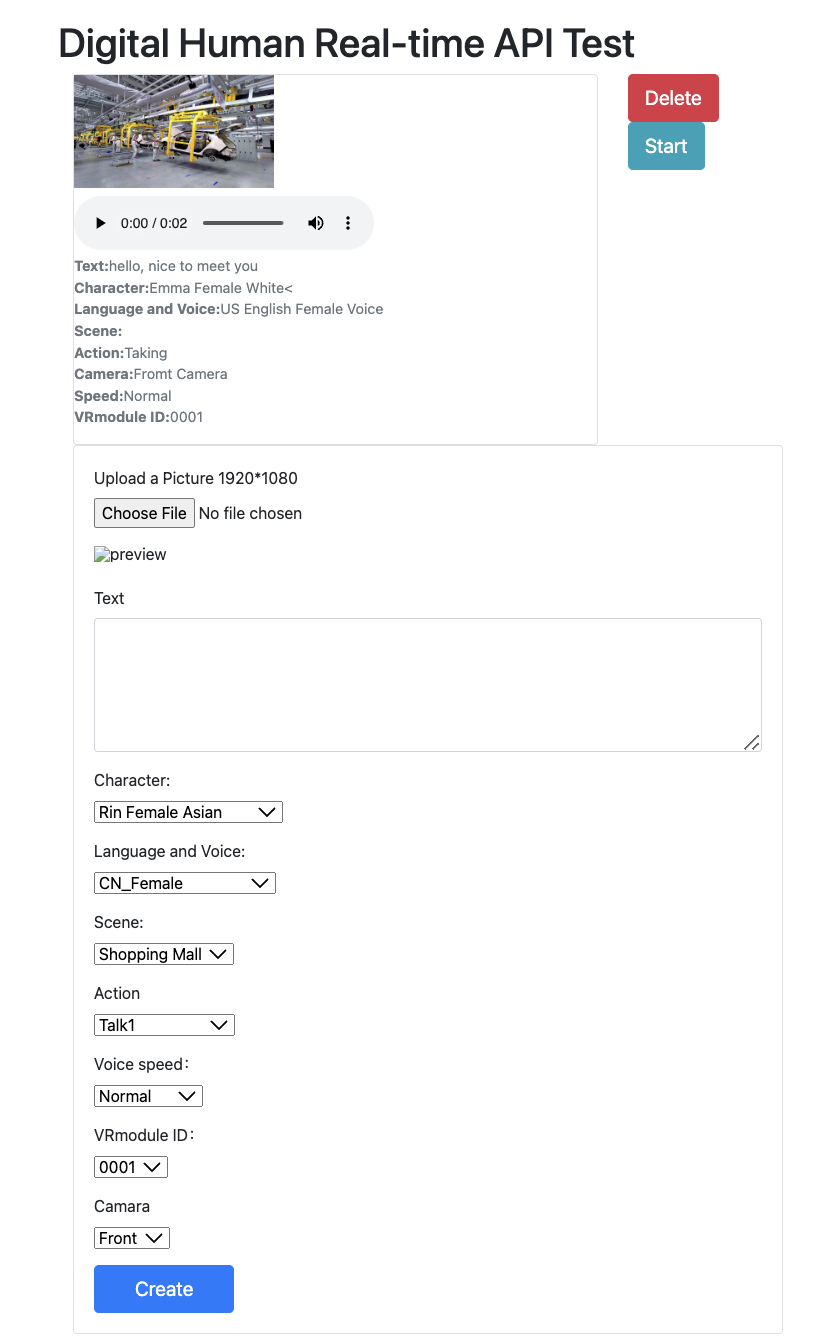 Digital Human Real-time API Test
Delete
Start
0:00 / 0:02
Text:hello, nice to meet you
Character:Emma Female White<
Language and Voice:US English Female Voice
Scene:
Action:Taking
Camera:Fromt Camera
Speed:Normal
VRmodule ID:0001
Upload a Picture 1920*1080
Choose File No file chosen
preview
Text
Character:
Rin Female Asian
Language and Voice:
CN_Female
Scene:
Shopping Mall
Action
Talk1
Voice speed：
Normal
VRmodule ID：
0001
Camara
Front
Create